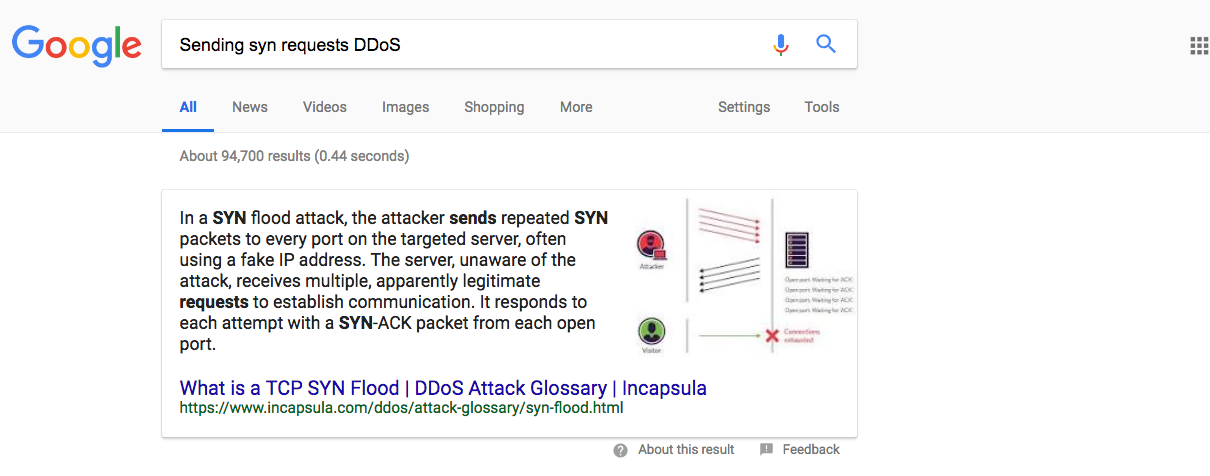 Google
Sending syn requests DDoS
All News Videos Images Shopping More Settings Tools
About 94,700 results (0.44 seconds)
In a SYN flood attack, the attacker sends repeated SYN
packets to every port on the targeted server, often
using a fake IP address. The server, unaware of the
attack, receives multiple, apparently legitimate
requests to establish communication. It responds to
each attempt with a SYN-ACK packet from each open
port.
Attacker
Open port. Waiting for ACK
Open port. Waiting for ACK
Open port. Waiting for ACK
Open port. Waiting for ACK
Visitor
Connections
exhausted
What is a TCP SYN Flood | DDoS Attack Glossary | Incapsula
https://www.incapsula.com/ddos/attack-glossary/syn-flood.html
About this result Feedback